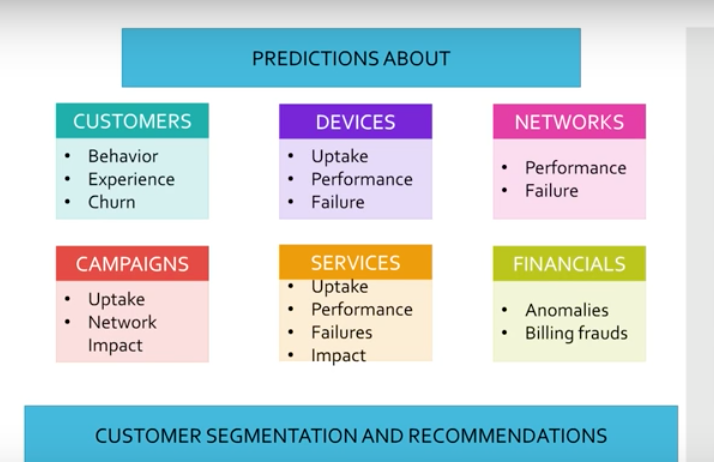 PREDICTIONS ABOUT
CUSTOMERS
• Behavior
• Experience
• Churn
DEVICES
• Uptake
• Performance
• Failure
NETWORKS
• Performance
• Failure
CAMPAIGNS
• Uptake
• Network
Impact
SERVICES
• Uptake
• Performance
• Failures
• Impact
FINANCIALS
• Anomalies
• Billing frauds
CUSTOMER SEGMENTATION AND RECOMMENDATIONS